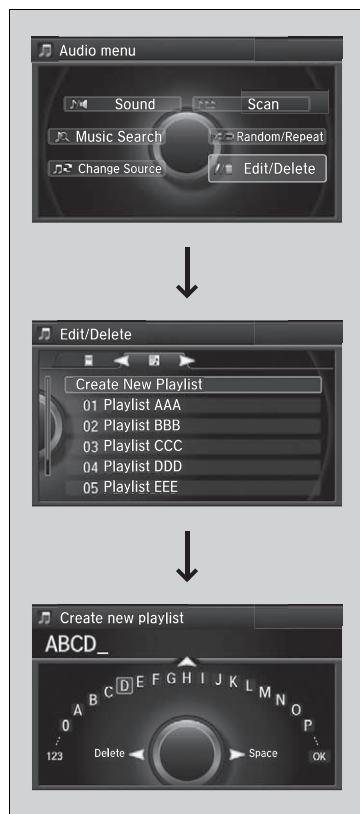 Audio menu
Sound Scan
Music Search Random/Repeat
Change Source Edit/Delete
Edit/Delete
Create New Playlist
01 Playlist AAA
02 Playlist BBB
03 Playlist CCC
04 Playlist DDD
05 Playlist EEE
Create new playlist
ABCD_
123 0 A B C D E F G H I J K L M N O P OK
Delete Space